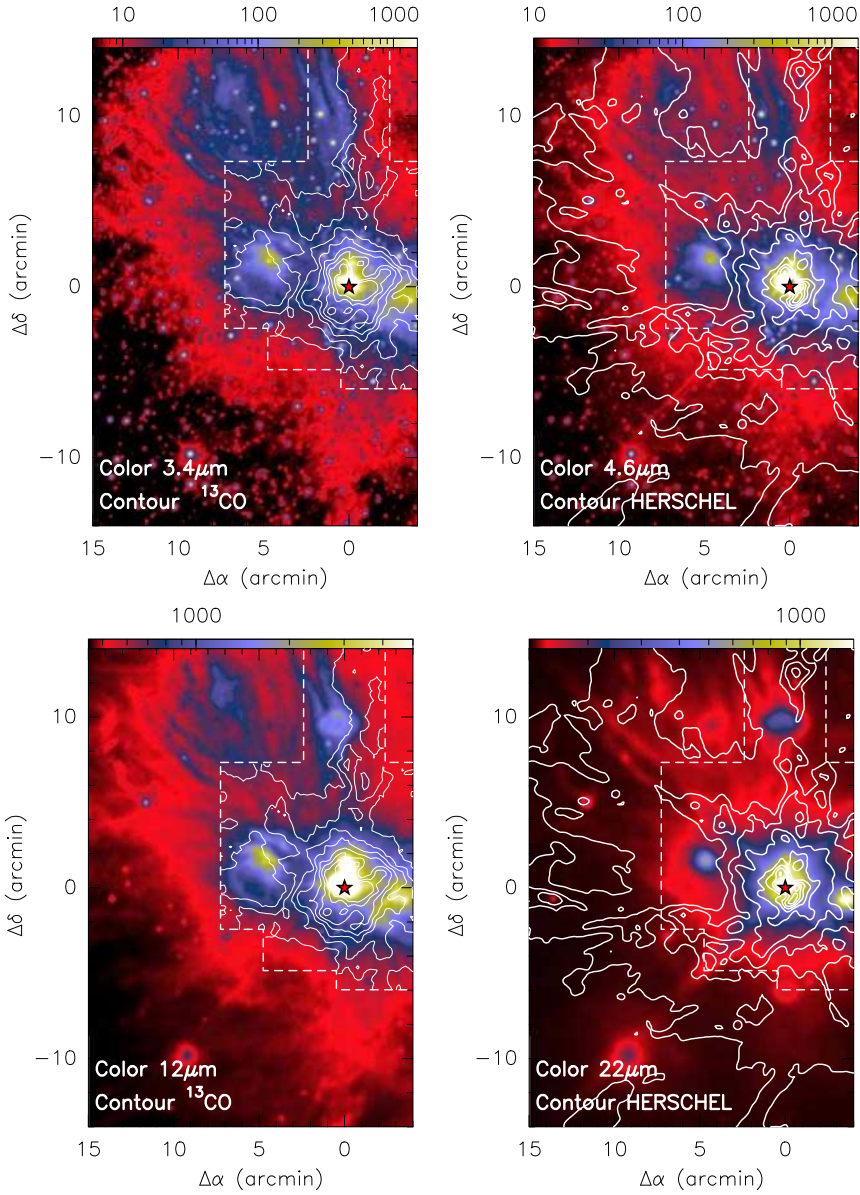 10 100 1000
10 100 1000
10
0
−10
Δδ (arcmin)
Color 3.4μm
Contour ¹³CO
15 10 5 0
Δα (arcmin)
10
0
−10
Δδ (arcmin)
Color 4.6μm
Contour HERSCHEL
15 10 5 0
Δα (arcmin)
1000
1000
10
0
−10
Δδ (arcmin)
Color 12μm
Contour ¹³CO
15 10 5 0
Δα (arcmin)
10
0
−10
Δδ (arcmin)
Color 22μm
Contour HERSCHEL
15 10 5 0
Δα (arcmin)